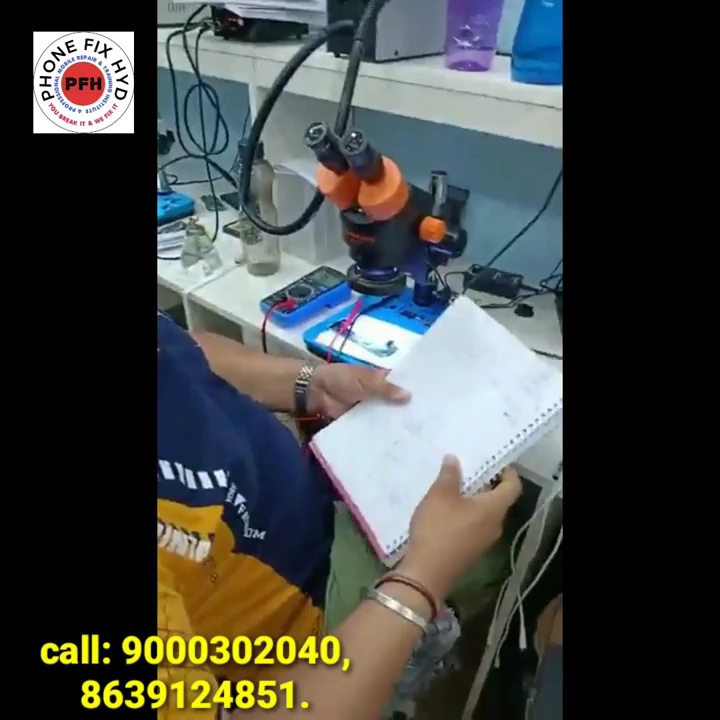 PHONE FIX HYD
A PROFESSIONAL MOBILE REPAIR & TRAINING INSTITUTE
PFH
YOU BREAK IT & WE FIX IT
call: 9000302040,
8639124851.